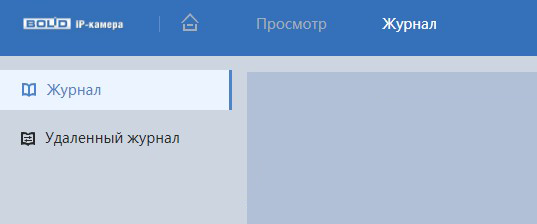 BOLID IP-камера
Просмотр
Журнал
Журнал
Удаленный журнал